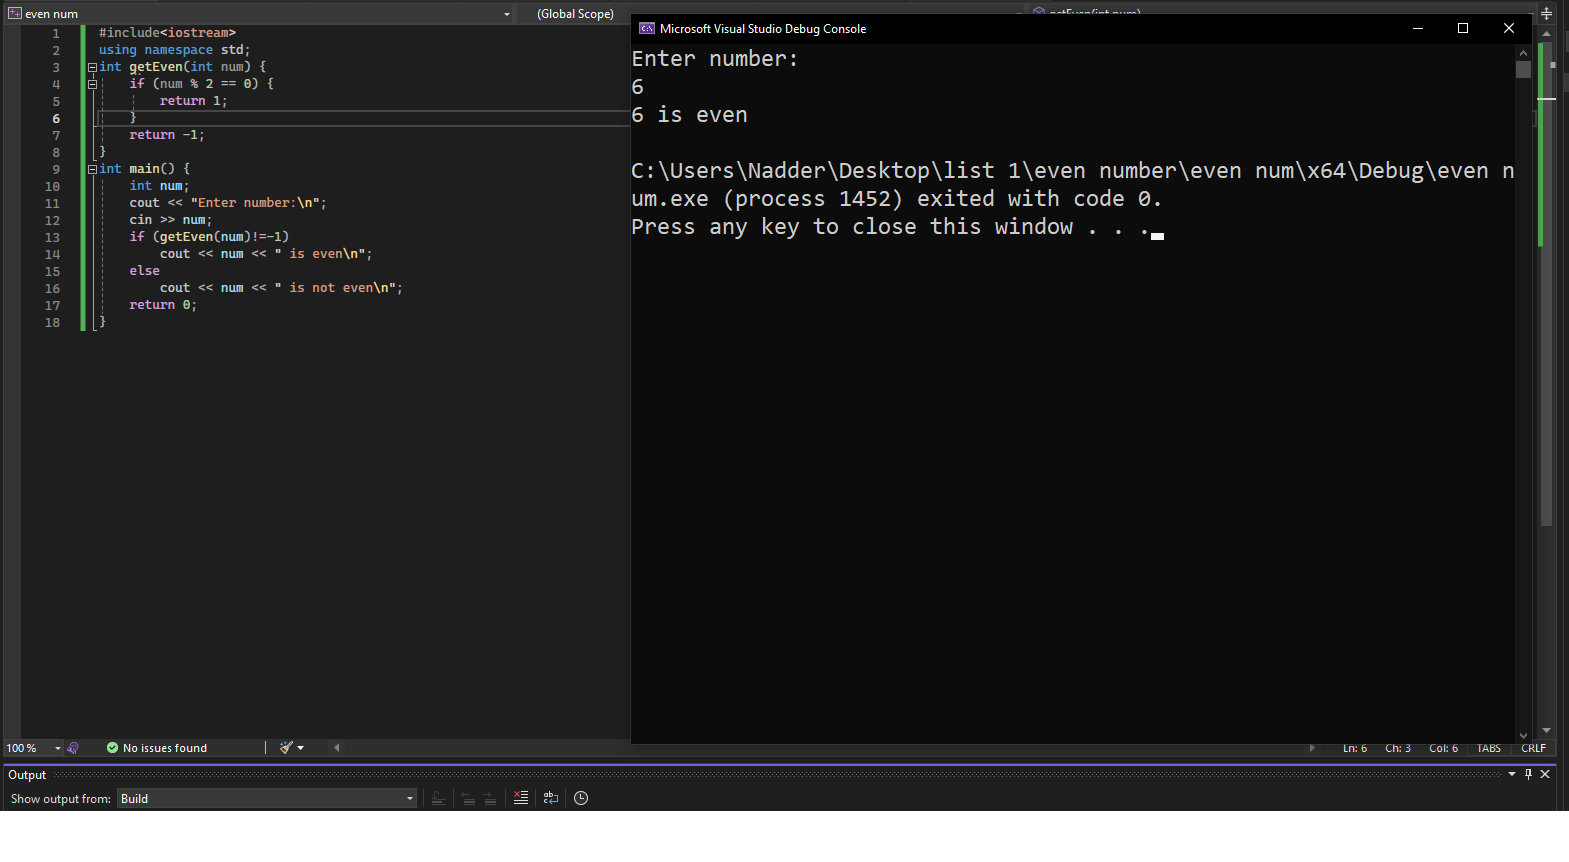 even num
(Global Scope)
getEven(int num)
1 #include<iostream>
2 using namespace std;
3 int getEven(int num) {
4 if (num % 2 == 0) {
5 return 1;
6 }
7 return -1;
8 }
9 int main() {
10 int num;
11 cout << "Enter number:\n";
12 cin >> num;
13 if (getEven(num)!=-1)
14 cout << num << " is even\n";
15 else
16 cout << num << " is not even\n";
17 return 0;
18 }
Microsoft Visual Studio Debug Console
Enter number:
6
6 is even
C:\Users\Nadder\Desktop\list 1\even number\even num\x64\Debug\even n
um.exe (process 1452) exited with code 0.
Press any key to close this window . . .
100 %
No issues found
Ln: 6 Ch: 3 Col: 6 TABS CRLF
Output
Show output from: Build